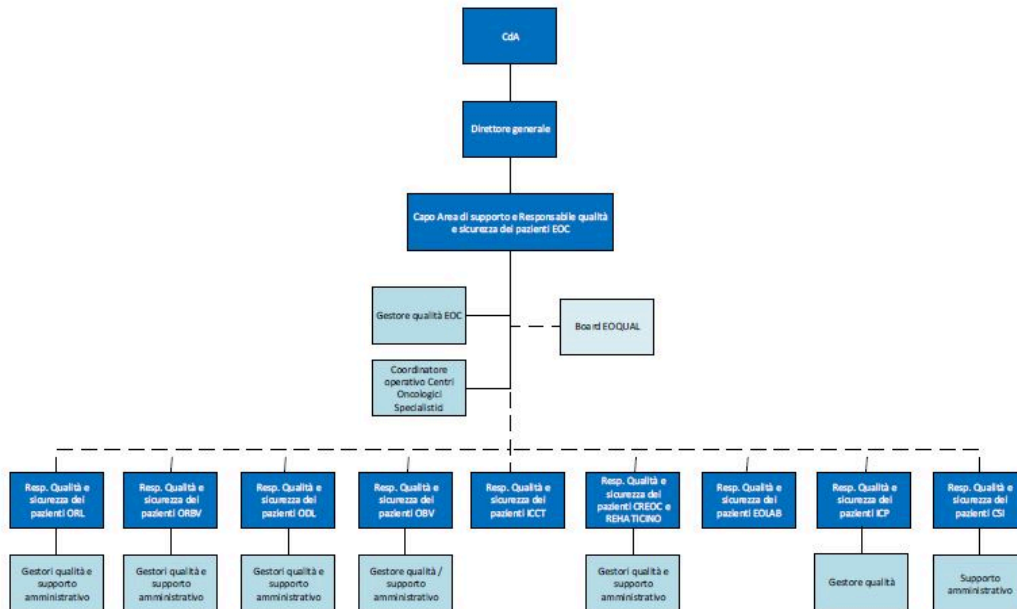 CdA
Direttore generale
Capo Area di supporto e Responsabile qualità
e sicurezza dei pazienti EOC
Gestore qualità EOC
Board EOQUAL
Coordinatore
operativo Centri
Oncologici
Specialistici
Resp. Qualità e
sicurezza dei
pazienti ORL
Resp. Qualità e
sicurezza dei
pazienti ORBV
Resp. Qualità e
sicurezza dei
pazienti ODL
Resp. Qualità e
sicurezza dei
pazienti OBV
Resp. Qualità e
sicurezza dei
pazienti ICCT
Resp. Qualità e
sicurezza dei
pazienti CREOC e
REHATICINO
Resp. Qualità e
sicurezza dei
pazienti EOLAB
Resp. Qualità e
sicurezza dei
pazienti ICP
Resp. Qualità e
sicurezza dei
pazienti CSI
Gestori qualità e
supporto
amministrativo
Gestori qualità e
supporto
amministrativo
Gestori qualità e
supporto
amministrativo
Gestore qualità /
supporto
amministrativo
Gestori qualità e
supporto
amministrativo
Gestore qualità
Supporto
amministrativo